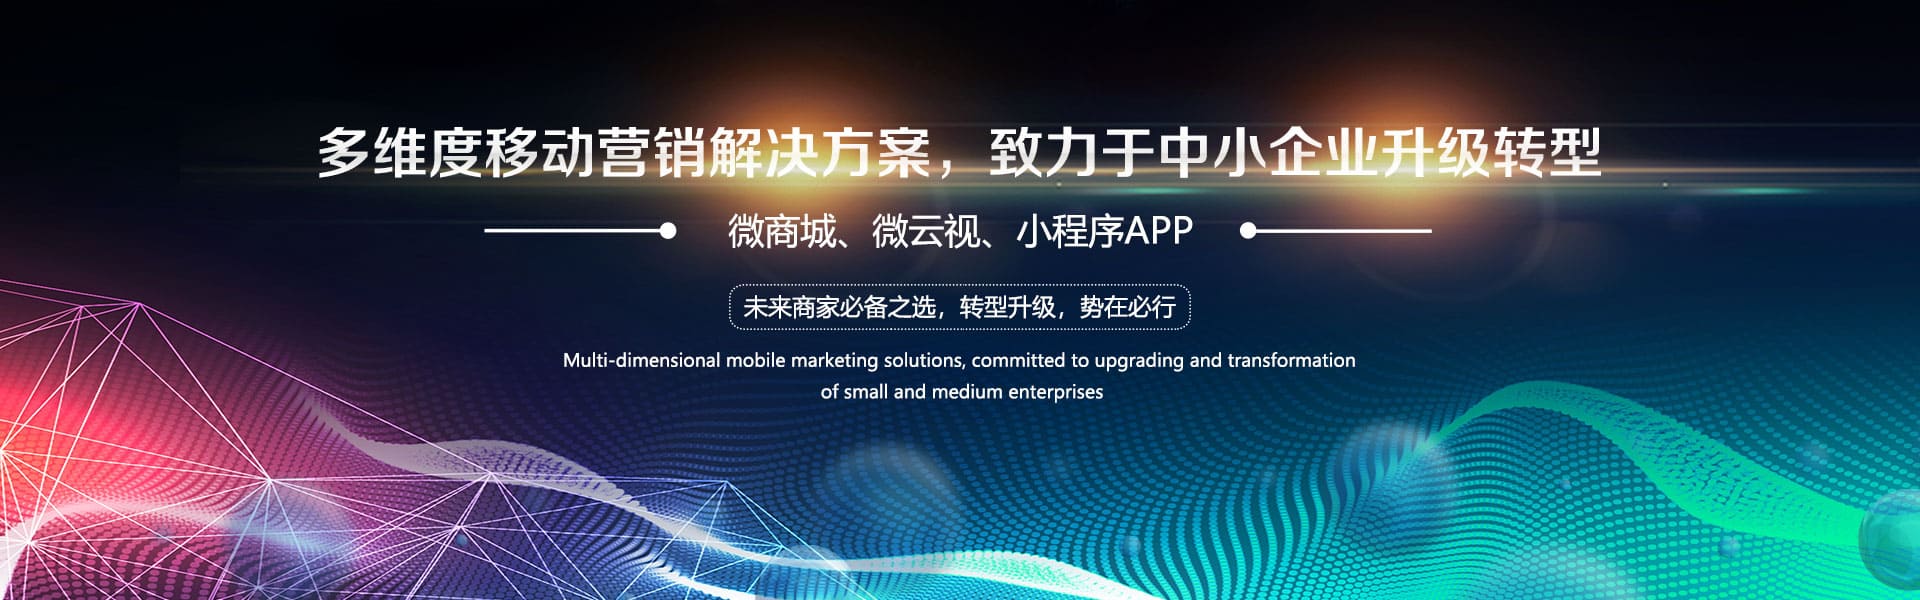 多维度移动营销解决方案，致力于中小企业升级转型
微商城、微云视、小程序APP
未来商家必备之选，转型升级，势在必行
Multi-dimensional mobile marketing solutions, committed to upgrading and transformation
of small and medium enterprises